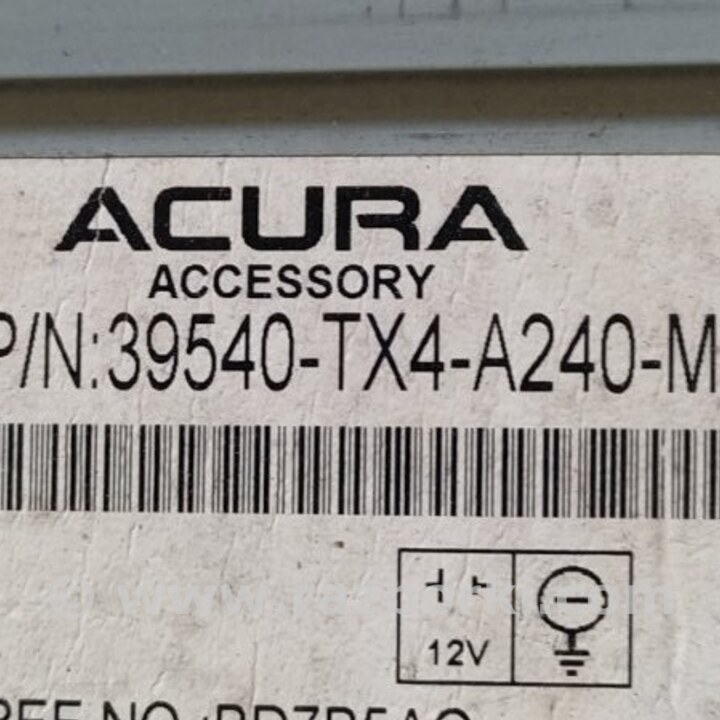 ACURA
ACCESSORY
P/N:39540-TX4-A240-M
12V